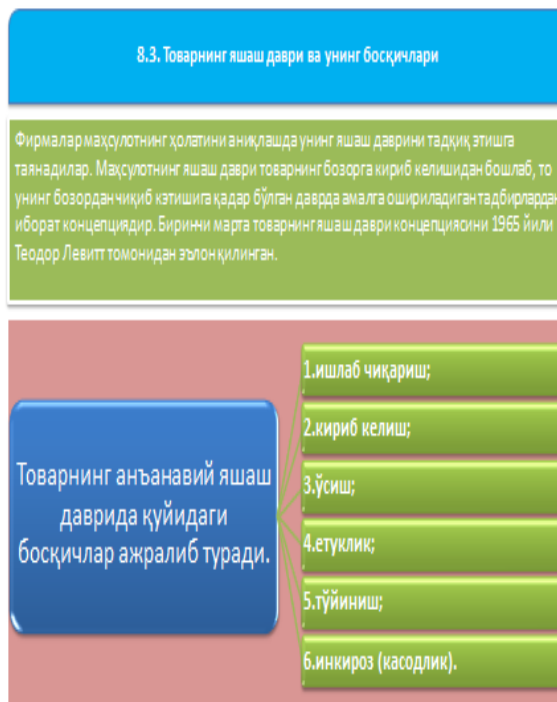 8.3. Товарнинг яшаш даври ва унинг босқичлари
Фирмалар маҳсулотнинг ҳолатини аниқлашда унинг яшаш даврини тадқиқ этишга
таянадилар. Маҳсулотнинг яшаш даври товарнинг бозорга кириб келишидан бошлаб, то
унинг бозордан чиқиб кэтишига қадар бўлган даврда амалга ошириладиган тадбирлардан
иборат концепциядир. Биринчи марта товарнинг яшаш даври концепциясини 1965 йили
Теодор Левитт томонидан эълон қилинган.
Товарнинг анъанавий яшаш
даврида қуйидаги
босқичлар ажралиб туради.
1.ишлаб чиқариш;
2.кириб келиш;
3.ўсиш;
4.етуклик;
5.тўйиниш;
6.инкироз (касодлик).